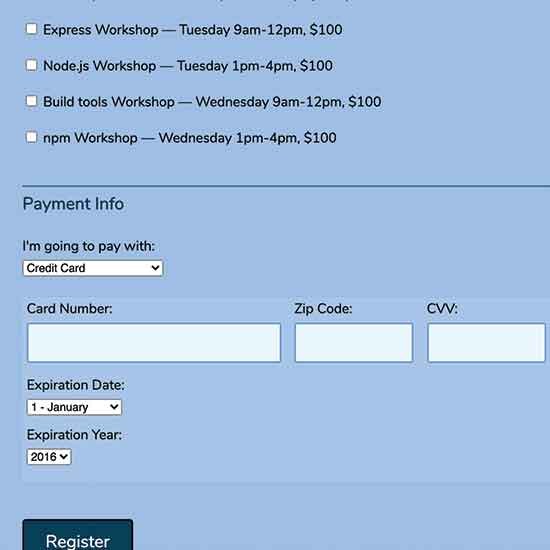 Express Workshop — Tuesday 9am-12pm, $100
Node.js Workshop — Tuesday 1pm-4pm, $100
Build tools Workshop — Wednesday 9am-12pm, $100
npm Workshop — Wednesday 1pm-4pm, $100
Payment Info
I'm going to pay with:
Credit Card
Card Number: Zip Code: CVV:
Expiration Date:
1 - January
Expiration Year:
2016
Register